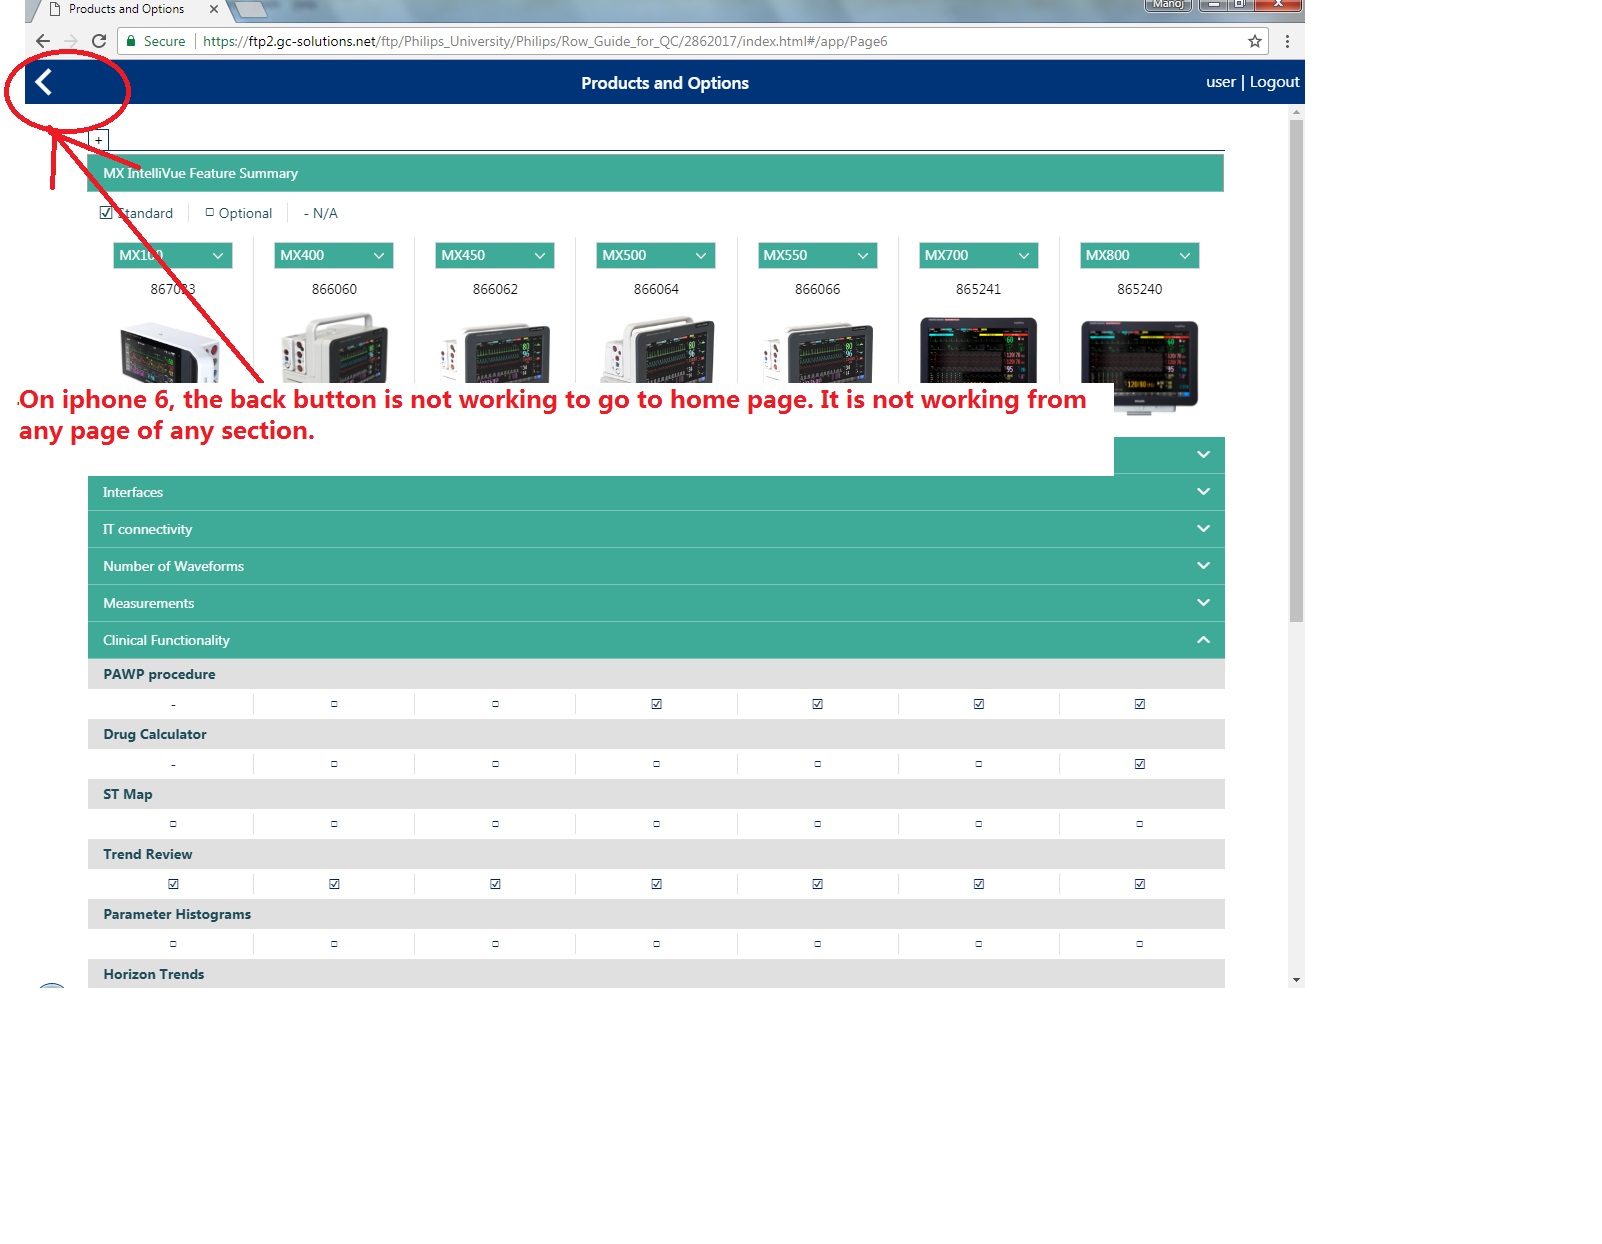 Products and Options
Manoj
Secure | https://ftp2.gc-solutions.net/ftp/Philips_University/Philips/Row_Guide_for_QC/2862017/index.html#/app/Page6
Products and Options
user | Logout
+
MX IntelliVue Feature Summary
☑ Standard □ Optional - N/A
MX100 MX400 MX450 MX500 MX550 MX700 MX800
867033 866060 866062 866064 866066 865241 865240
On iphone 6, the back button is not working to go to home page. It is not working from
any page of any section.
Interfaces
IT connectivity
Number of Waveforms
Measurements
Clinical Functionality
PAWP procedure
- □ □ ☑ ☑ ☑ ☑
Drug Calculator
- □ □ □ □ □ ☑
ST Map
□ □ □ □ □ □ □
Trend Review
☑ ☑ ☑ ☑ ☑ ☑ ☑
Parameter Histograms
□ □ □ □ □ □ □
Horizon Trends